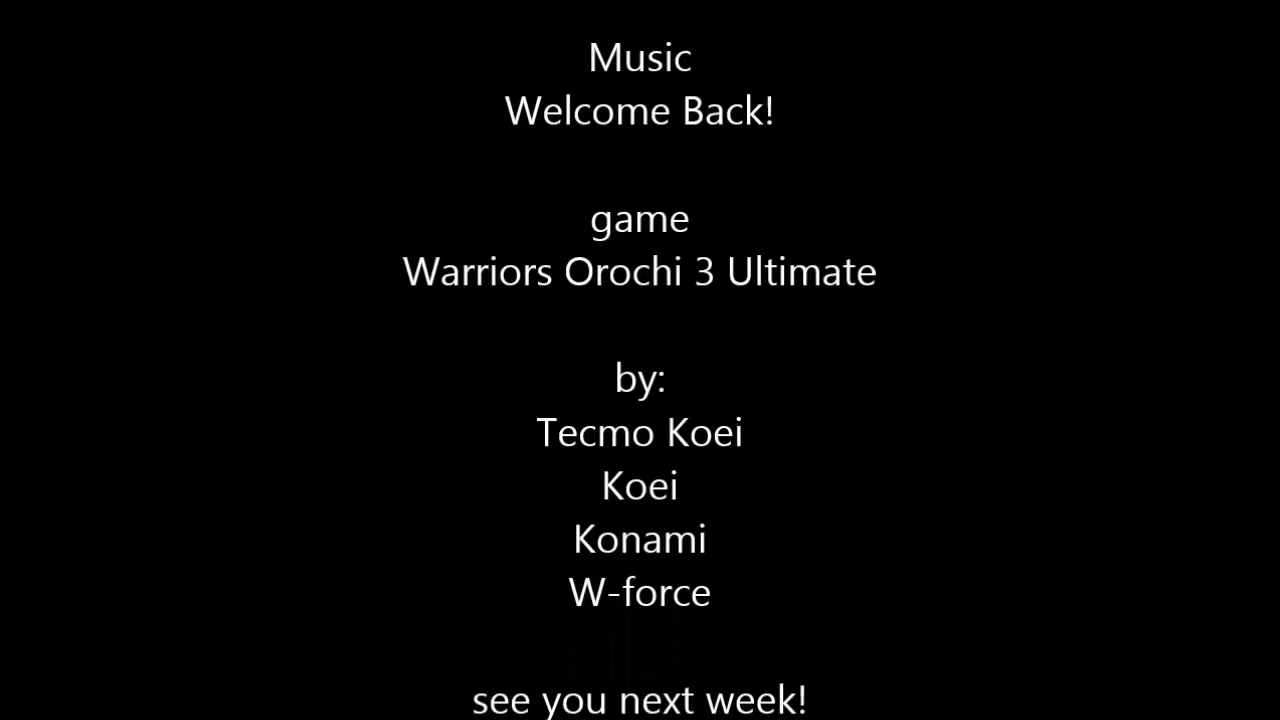 Music
Welcome Back!
game
Warriors Orochi 3 Ultimate
by:
Tecmo Koei
Koei
Konami
W-force
see you next week!